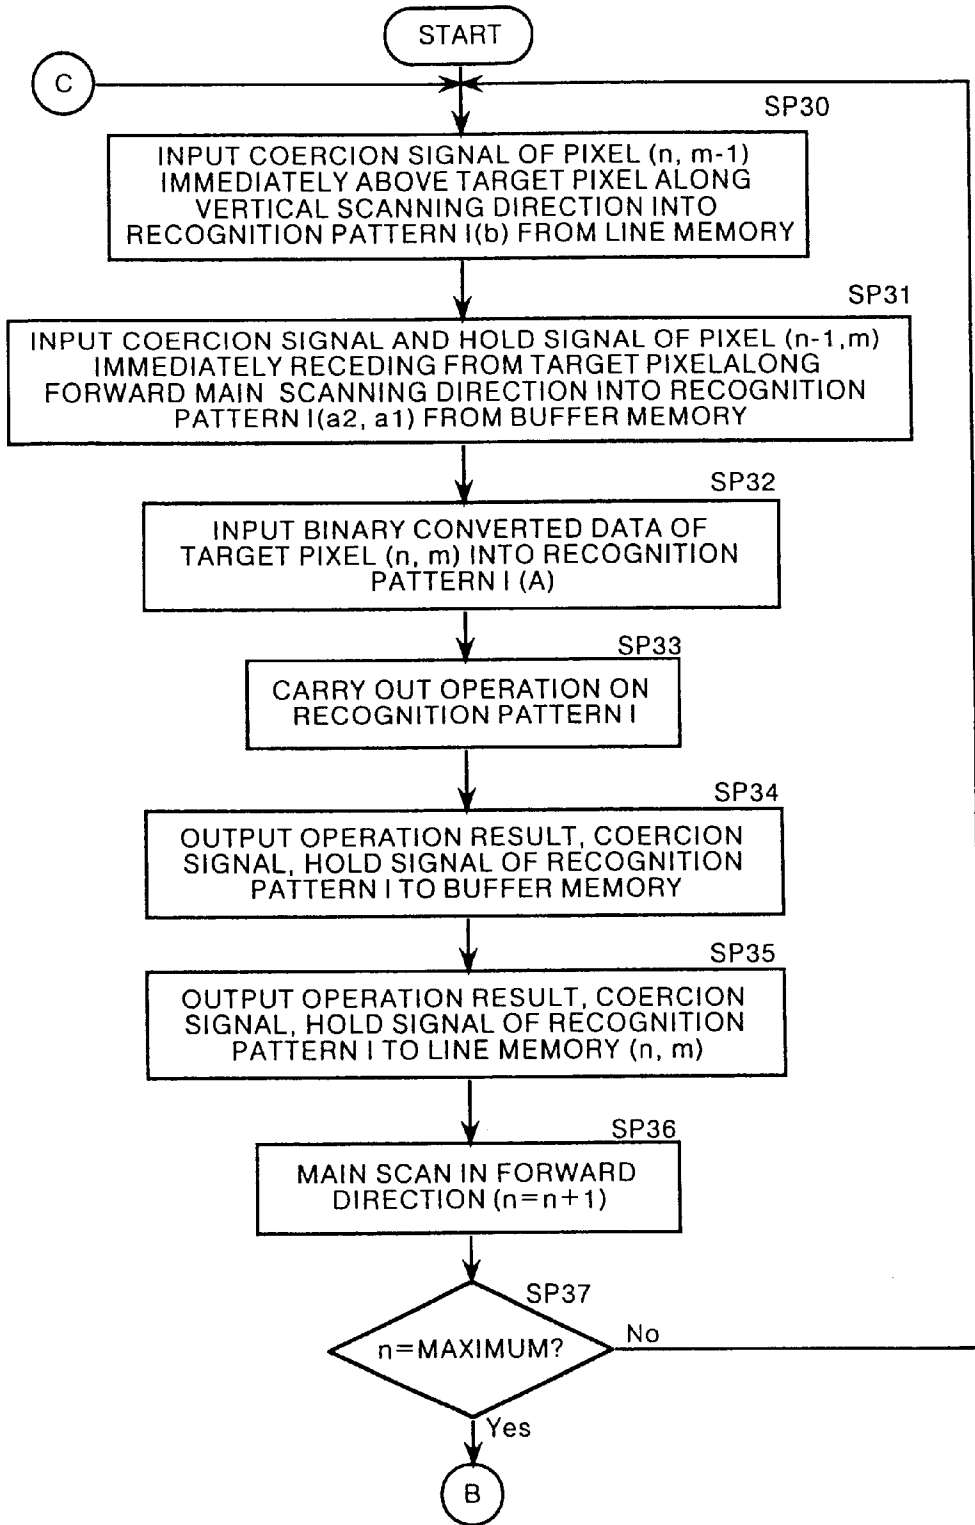 START
C
SP30
INPUT COERCION SIGNAL OF PIXEL (n, m-1)
IMMEDIATELY ABOVE TARGET PIXEL ALONG
VERTICAL SCANNING DIRECTION INTO
RECOGNITION PATTERN I(b) FROM LINE MEMORY
SP31
INPUT COERCION SIGNAL AND HOLD SIGNAL OF PIXEL (n-1,m)
IMMEDIATELY RECEDING FROM TARGET PIXELALONG
FORWARD MAIN SCANNING DIRECTION INTO RECOGNITION
PATTERN I(a2, a1) FROM BUFFER MEMORY
SP32
INPUT BINARY CONVERTED DATA OF
TARGET PIXEL (n, m) INTO RECOGNITION
PATTERN I (A)
SP33
CARRY OUT OPERATION ON
RECOGNITION PATTERN I
SP34
OUTPUT OPERATION RESULT, COERCION
SIGNAL, HOLD SIGNAL OF RECOGNITION
PATTERN I TO BUFFER MEMORY
SP35
OUTPUT OPERATION RESULT, COERCION
SIGNAL, HOLD SIGNAL OF RECOGNITION
PATTERN I TO LINE MEMORY (n, m)
SP36
MAIN SCAN IN FORWARD
DIRECTION (n=n+1)
SP37
n=MAXIMUM?
No
Yes
B